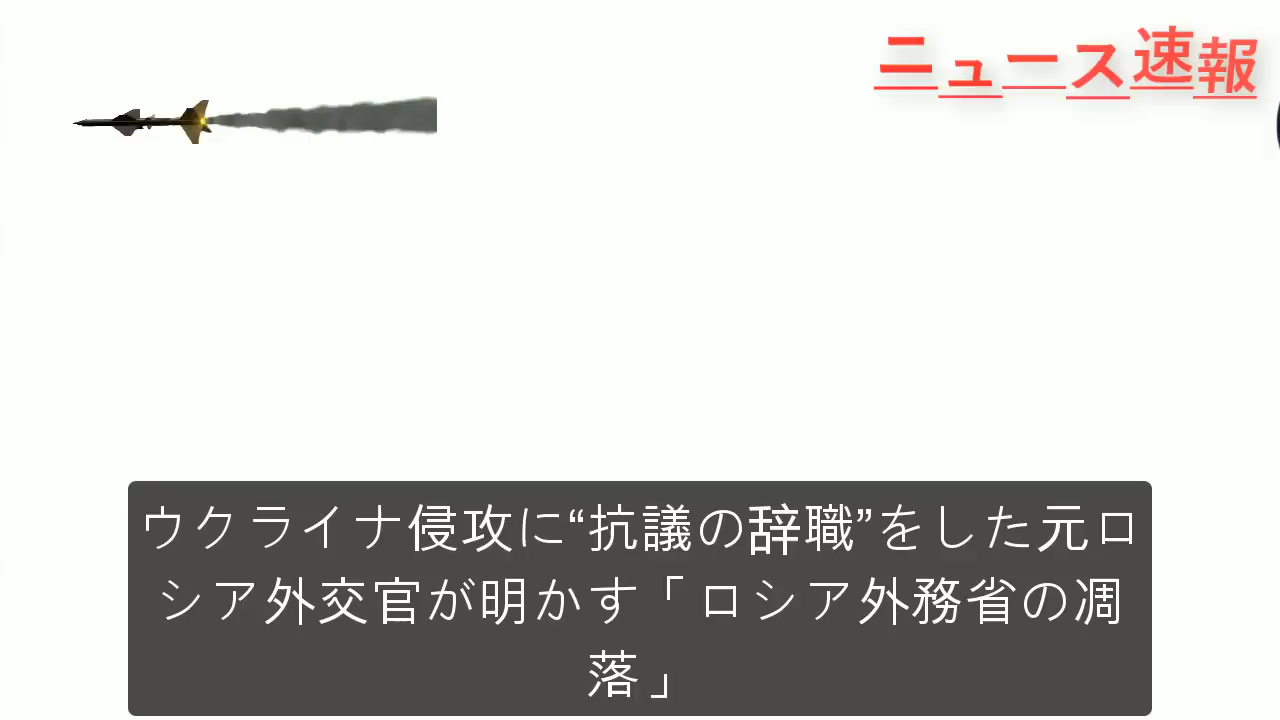 ニュース速報
ウクライナ侵攻に“抗議の辞職”をした元ロ
シア外交官が明かす「ロシア外務省の凋
落」